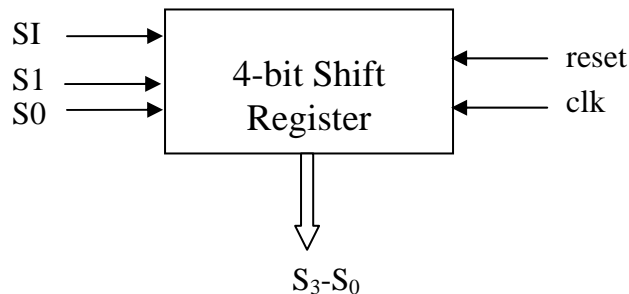 SI
S1
S0
4-bit Shift
Register
reset
clk
S₃-S₀